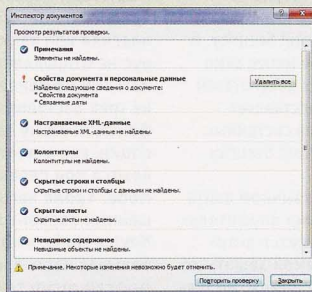 Инспектор документов
Просмотр результатов проверки.
Примечания
Элементы не найдены.
Свойства документа и персональные данные
Найдены следующие сведения о документе:
* Свойства документа
* Связанные даты
Удалить все
Настраиваемые XML-данные
Настраиваемые XML-данные не найдены.
Колонтитулы
Колонтитулы не найдены.
Скрытые строки и столбцы
Скрытые строки и столбцов с данными не найдены.
Скрытые листы
Скрытые листы не найдены.
Невидимое содержимое
Невидимые объекты не найдены.
Примечание. Некоторые изменения невозможно будет отменить.
Повторить проверку
Закрыть